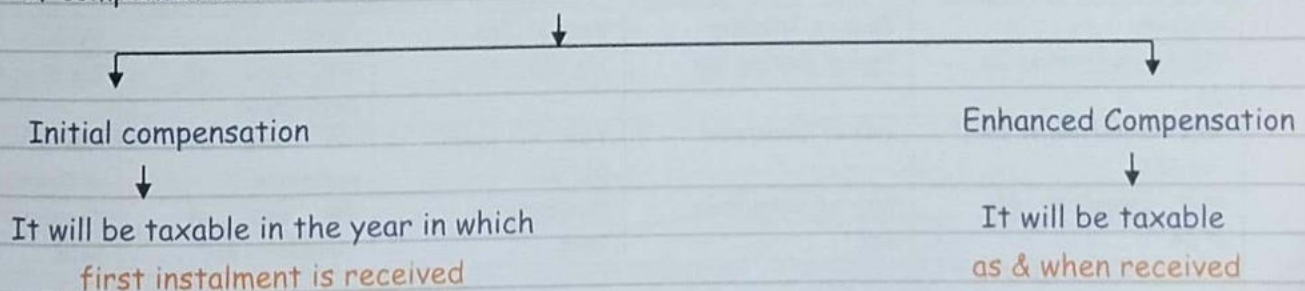 Initial compensation
Enhanced Compensation
It will be taxable in the year in which
first instalment is received
It will be taxable
as & when received